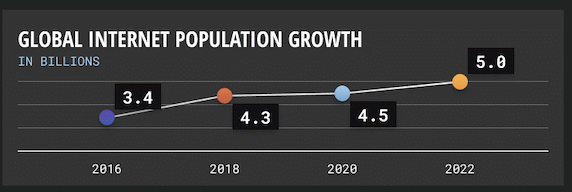 GLOBAL INTERNET POPULATION GROWTH
IN BILLIONS
3.4
4.3
4.5
5.0
2016 2018 2020 2022